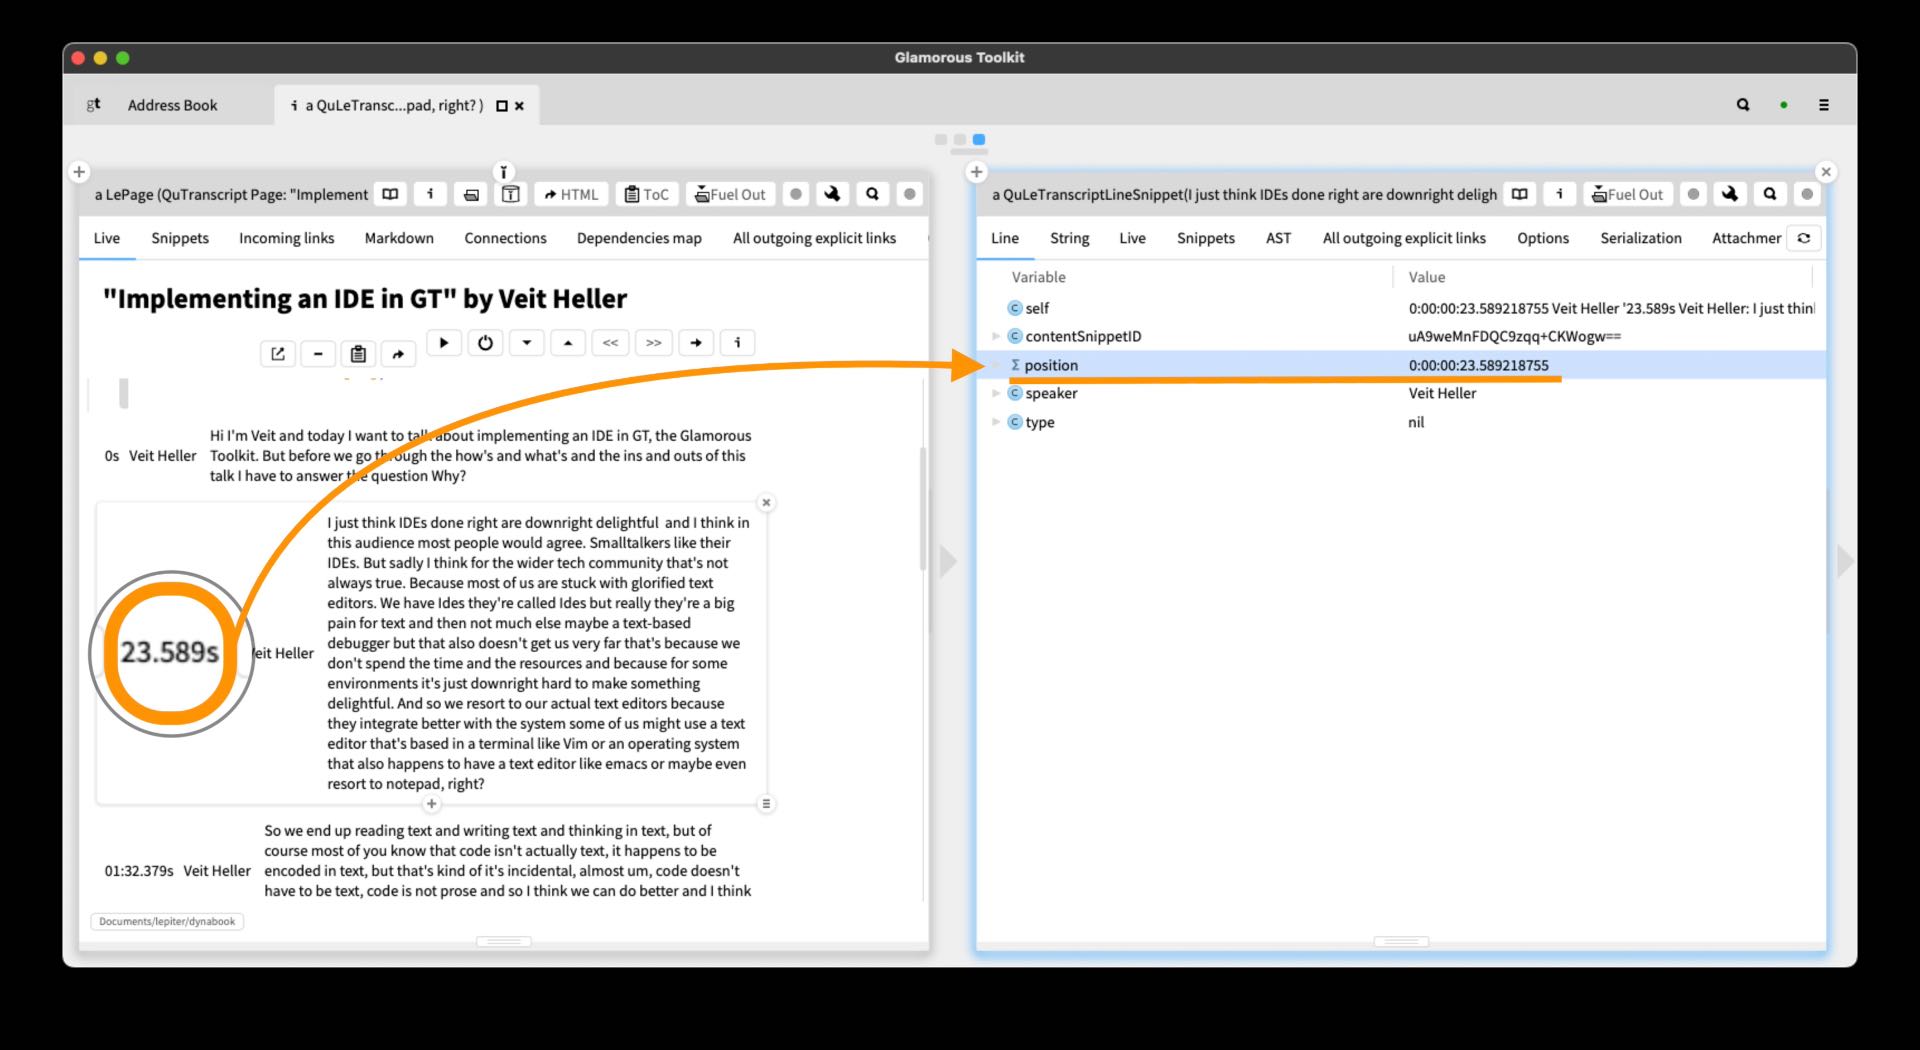 Glamorous Toolkit
gt Address Book i a QuLeTransc...pad, right? )
a LePage (QuTranscript Page: "Implement i HTML ToC Fuel Out
Live Snippets Incoming links Markdown Connections Dependencies map All outgoing explicit links
"Implementing an IDE in GT" by Veit Heller
<< >> i
0s Veit Heller
Hi I'm Veit and today I want to talk about implementing an IDE in GT, the Glamorous
Toolkit. But before we go through the how's and what's and the ins and outs of this
talk I have to answer the question Why?
23.589s
eit Heller
I just think IDEs done right are downright delightful  and I think in
this audience most people would agree. Smalltalkers like their
IDEs. But sadly I think for the wider tech community that's not
always true. Because most of us are stuck with glorified text
editors. We have Ides they're called Ides but really they're a big
pain for text and then not much else maybe a text-based
debugger but that also doesn't get us very far that's because we
don't spend the time and the resources and because for some
environments it's just downright hard to make something
delightful. And so we resort to our actual text editors because
they integrate better with the system some of us might use a text
editor that's based in a terminal like Vim or an operating system
that also happens to have a text editor like emacs or maybe even
resort to notepad, right?
01:32.379s Veit Heller
So we end up reading text and writing text and thinking in text, but of
course most of you know that code isn't actually text, it happens to be
encoded in text, but that's kind of it's incidental, almost um, code doesn't
have to be text, code is not prose and so I think we can do better and I think
Documents/lepiter/dynabook
a QuLeTranscriptLineSnippet(I just think IDEs done right are downright deligh i Fuel Out
Line String Live Snippets AST All outgoing explicit links Options Serialization Attachmer
Variable Value
C self 0:00:00:23.589218755 Veit Heller '23.589s Veit Heller: I just thin
C contentSnippetID uA9weMnFDQC9zqq+CKWogw==
Σ position 0:00:00:23.589218755
C speaker Veit Heller
C type nil